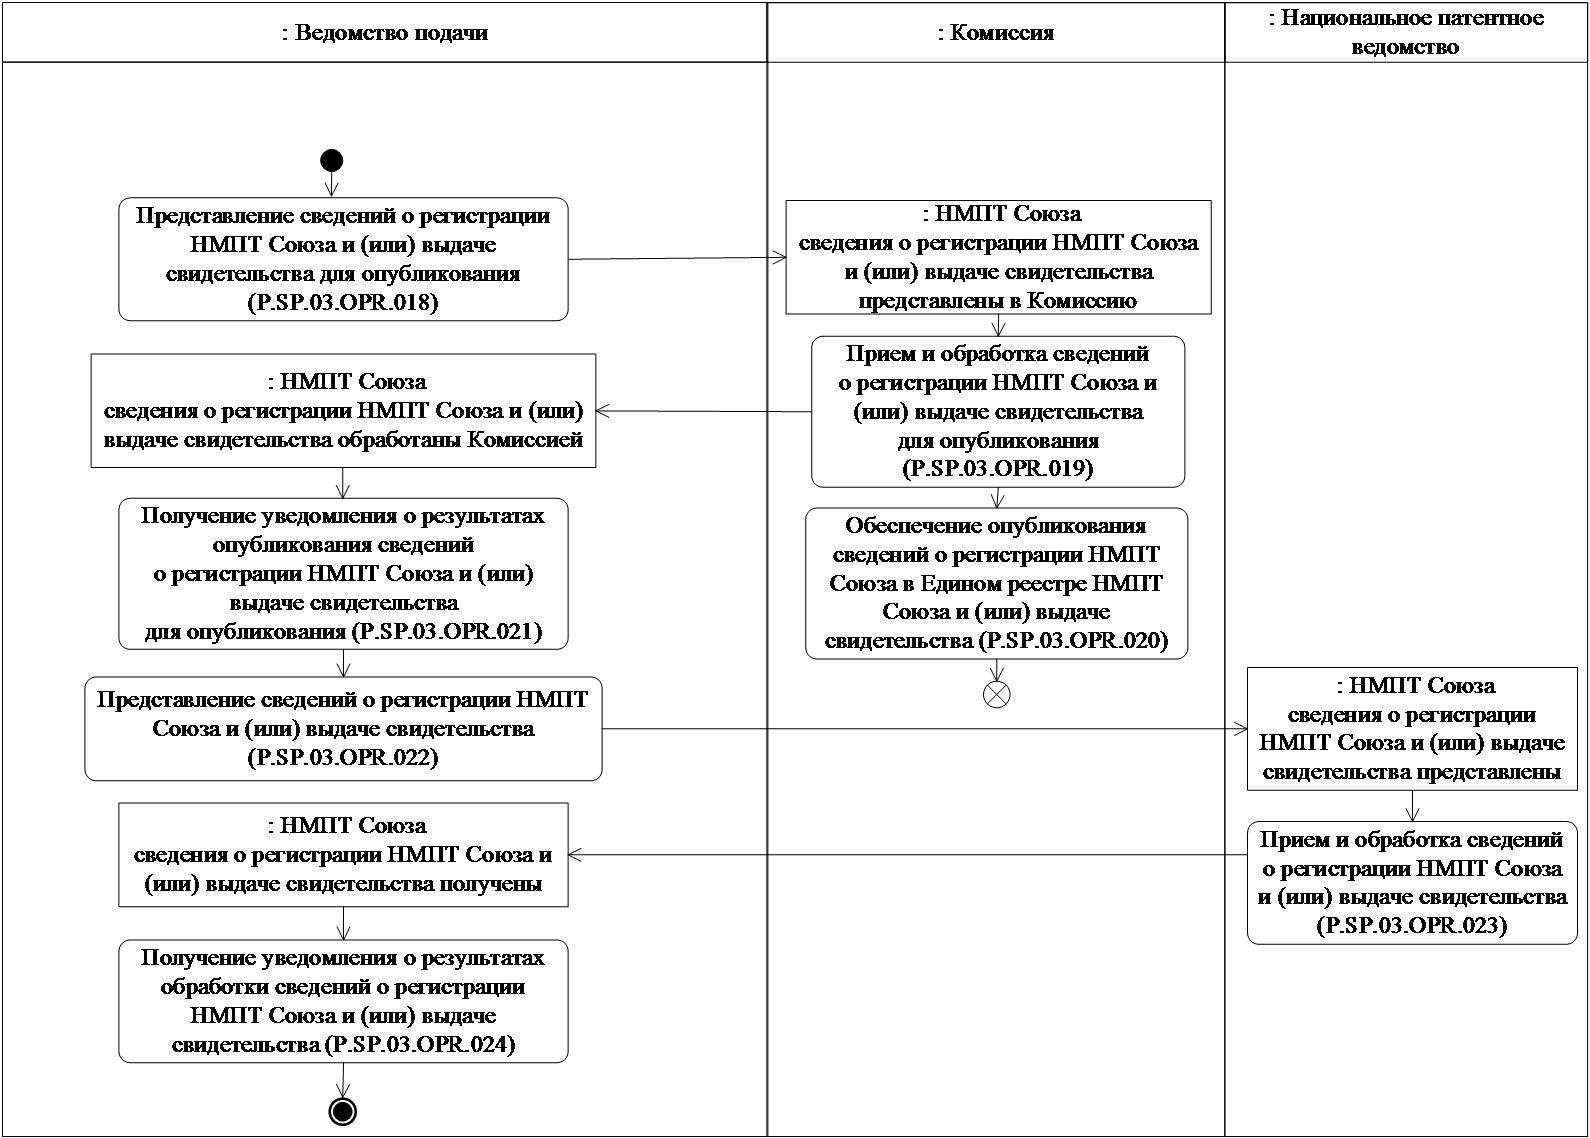 : Ведомство подачи
: Комиссия
: Национальное патентное
ведомство
Представление сведений о регистрации
НМПТ Союза и (или) выдаче
свидетельства для опубликования
(P.SP.03.OPR.018)
: НМПТ Союза
сведения о регистрации НМПТ Союза
и (или) выдаче свидетельства
представлены в Комиссию
Прием и обработка сведений
о регистрации НМПТ Союза и
(или) выдаче свидетельства
для опубликования
(P.SP.03.OPR.019)
: НМПТ Союза
сведения о регистрации НМПТ Союза и (или)
выдаче свидетельства обработаны Комиссией
Получение уведомления о результатах
опубликования сведений
о регистрации НМПТ Союза и (или)
выдаче свидетельства
для опубликования (P.SP.03.OPR.021)
Обеспечение опубликования
сведений о регистрации НМПТ
Союза в Едином реестре НМПТ
Союза и (или) выдаче
свидетельства (P.SP.03.OPR.020)
Представление сведений о регистрации НМПТ
Союза и (или) выдаче свидетельства
(P.SP.03.OPR.022)
: НМПТ Союза
сведения о регистрации
НМПТ Союза и (или) выдаче
свидетельства представлены
Прием и обработка сведений
о регистрации НМПТ Союза
и (или) выдаче свидетельства
(P.SP.03.OPR.023)
: НМПТ Союза
сведения о регистрации НМПТ Союза и
(или) выдаче свидетельства получены
Получение уведомления о результатах
обработки сведений о регистрации
НМПТ Союза и (или) выдаче
свидетельства (P.SP.03.OPR.024)